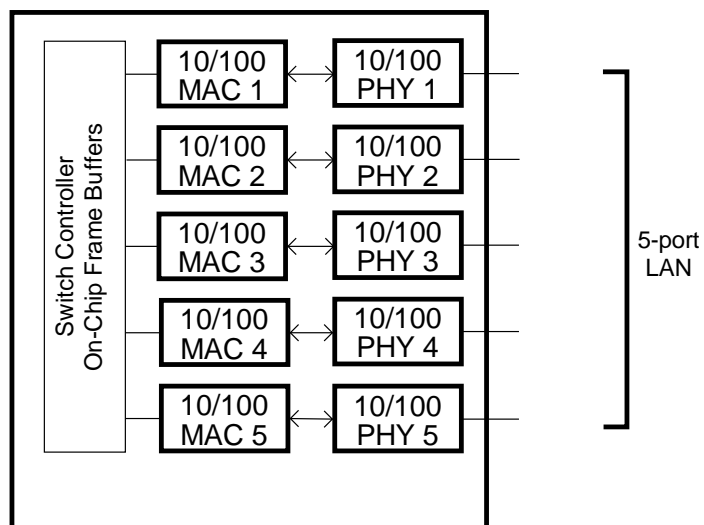 Switch Controller
On-Chip Frame Buffers
10/100
MAC 1
10/100
PHY 1
10/100
MAC 2
10/100
PHY 2
10/100
MAC 3
10/100
PHY 3
10/100
MAC 4
10/100
PHY 4
10/100
MAC 5
10/100
PHY 5
5-port
LAN